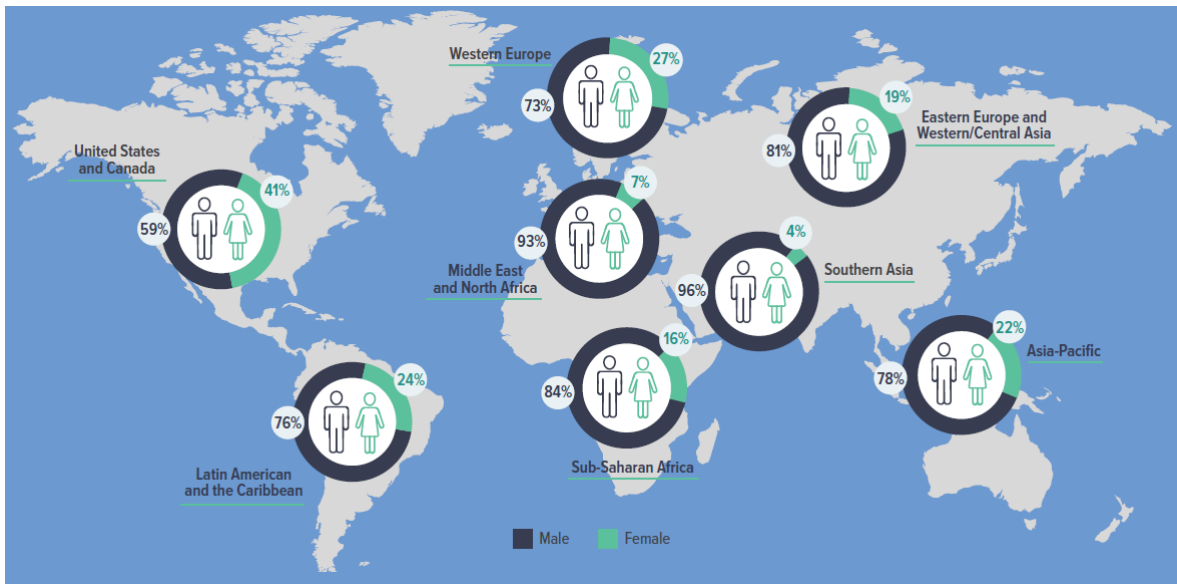 Western Europe
27%
73%
19%
Eastern Europe and
Western/Central Asia
81%
United States
and Canada
41%
59%
7%
93%
Middle East
and North Africa
4%
Southern Asia
96%
16%
84%
Sub-Saharan Africa
22%
Asia-Pacific
78%
24%
76%
Latin American
and the Caribbean
Male
Female